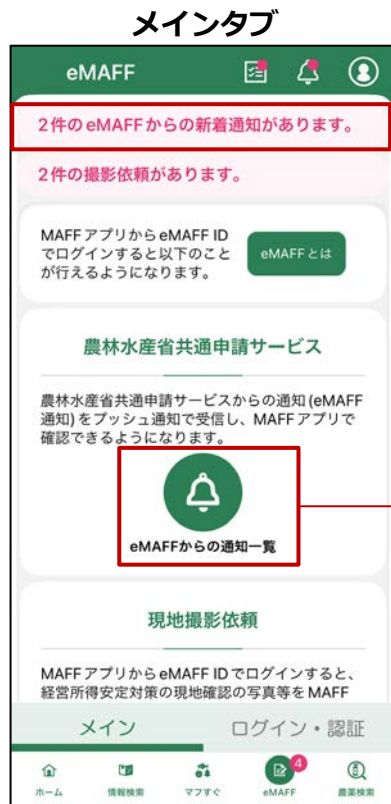 メインタブ
eMAFF
2件のeMAFFからの新着通知があります。
2件の撮影依頼があります。
MAFFアプリからeMAFF ID
でログインすると以下のこと
が行えるようになります。
eMAFFとは
農林水産省共通申請サービス
農林水産省共通申請サービスからの通知(eMAFF
通知)をプッシュ通知で受信し、MAFFアプリで
確認できるようになります。
eMAFFからの通知一覧
現地撮影依頼
MAFFアプリからeMAFF IDでログインすると、
経営所得安定対策の現地確認の写真等をMAFF
メイン ログイン・認証
4
ホーム 情報検索 マフすぐ eMAFF 農薬検索